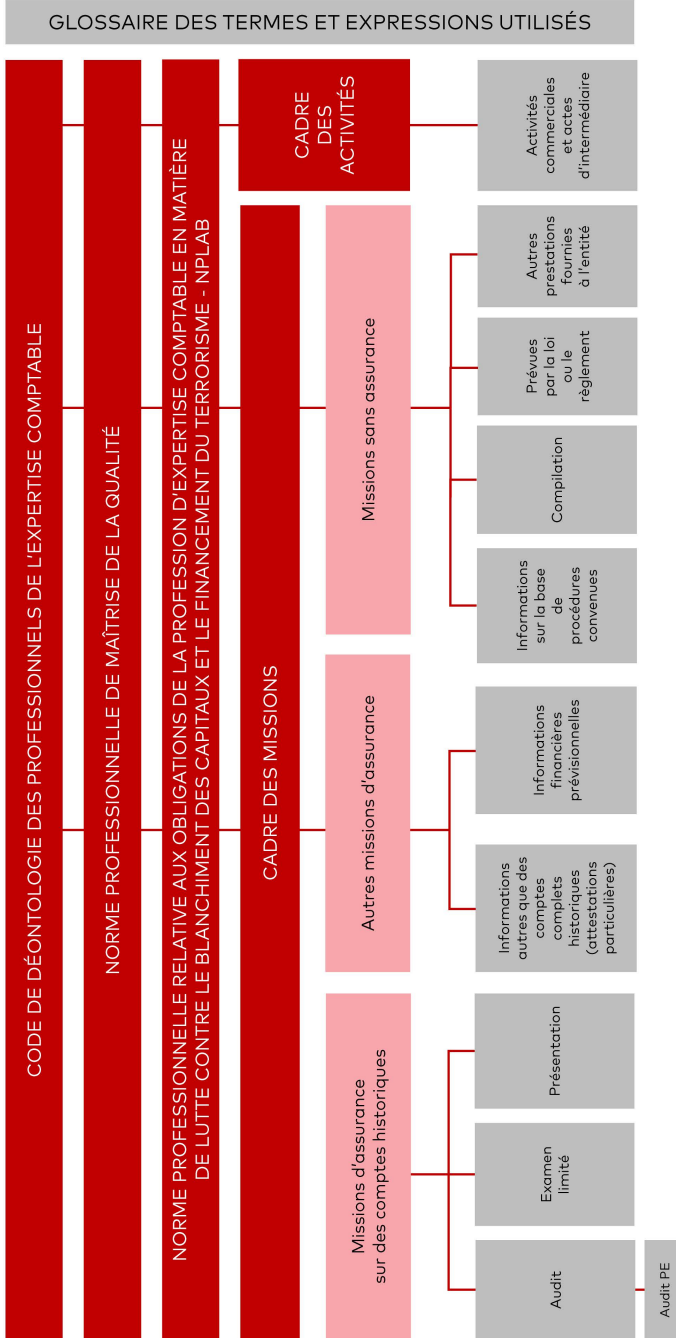 GLOSSAIRE DES TERMES ET EXPRESSIONS UTILISÉS
CODE DE DÉONTOLOGIE DES PROFESSIONNELS DE L'EXPERTISE COMPTABLE
NORME PROFESSIONNELLE DE MAÎTRISE DE LA QUALITÉ
NORME PROFESSIONNELLE RELATIVE AUX OBLIGATIONS DE LA PROFESSION D'EXPERTISE COMPTABLE EN MATIÈRE
DE LUTTE CONTRE LE BLANCHIMENT DES CAPITAUX ET LE FINANCEMENT DU TERRORISME - NPLAB
CADRE DES MISSIONS
CADRE
DES
ACTIVITÉS
Missions d'assurance
sur des comptes historiques
Autres missions d'assurance
Missions sans assurance
Audit
Examen
limité
Présentation
Informations
autres que des
comptes
complets
historiques
(attestations
particulières)
Informations
financières
prévisionnelles
Informations
sur la base
de
procédures
convenues
Compilation
Prévues
par la loi
ou le
règlement
Autres
prestations
fournies
à l'entité
Activités
commerciales
et actes
d'intermédiaire
Audit PE